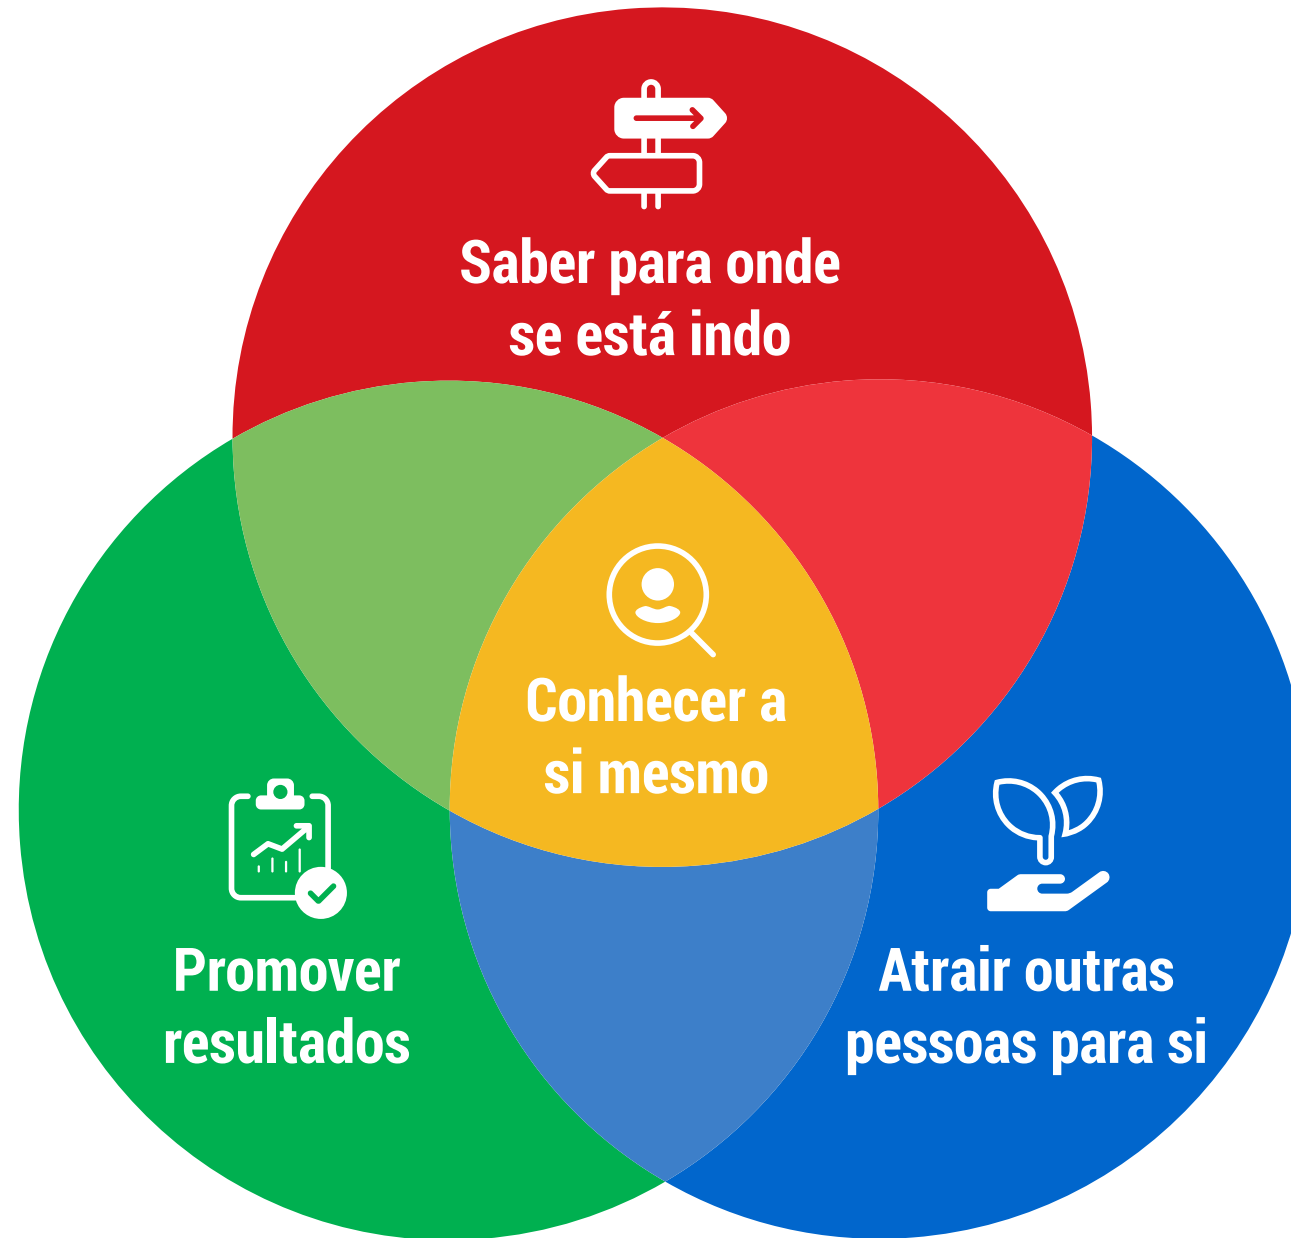 Saber para onde
se está indo
Conhecer a
si mesmo
Promover
resultados
Atrair outras
pessoas para si